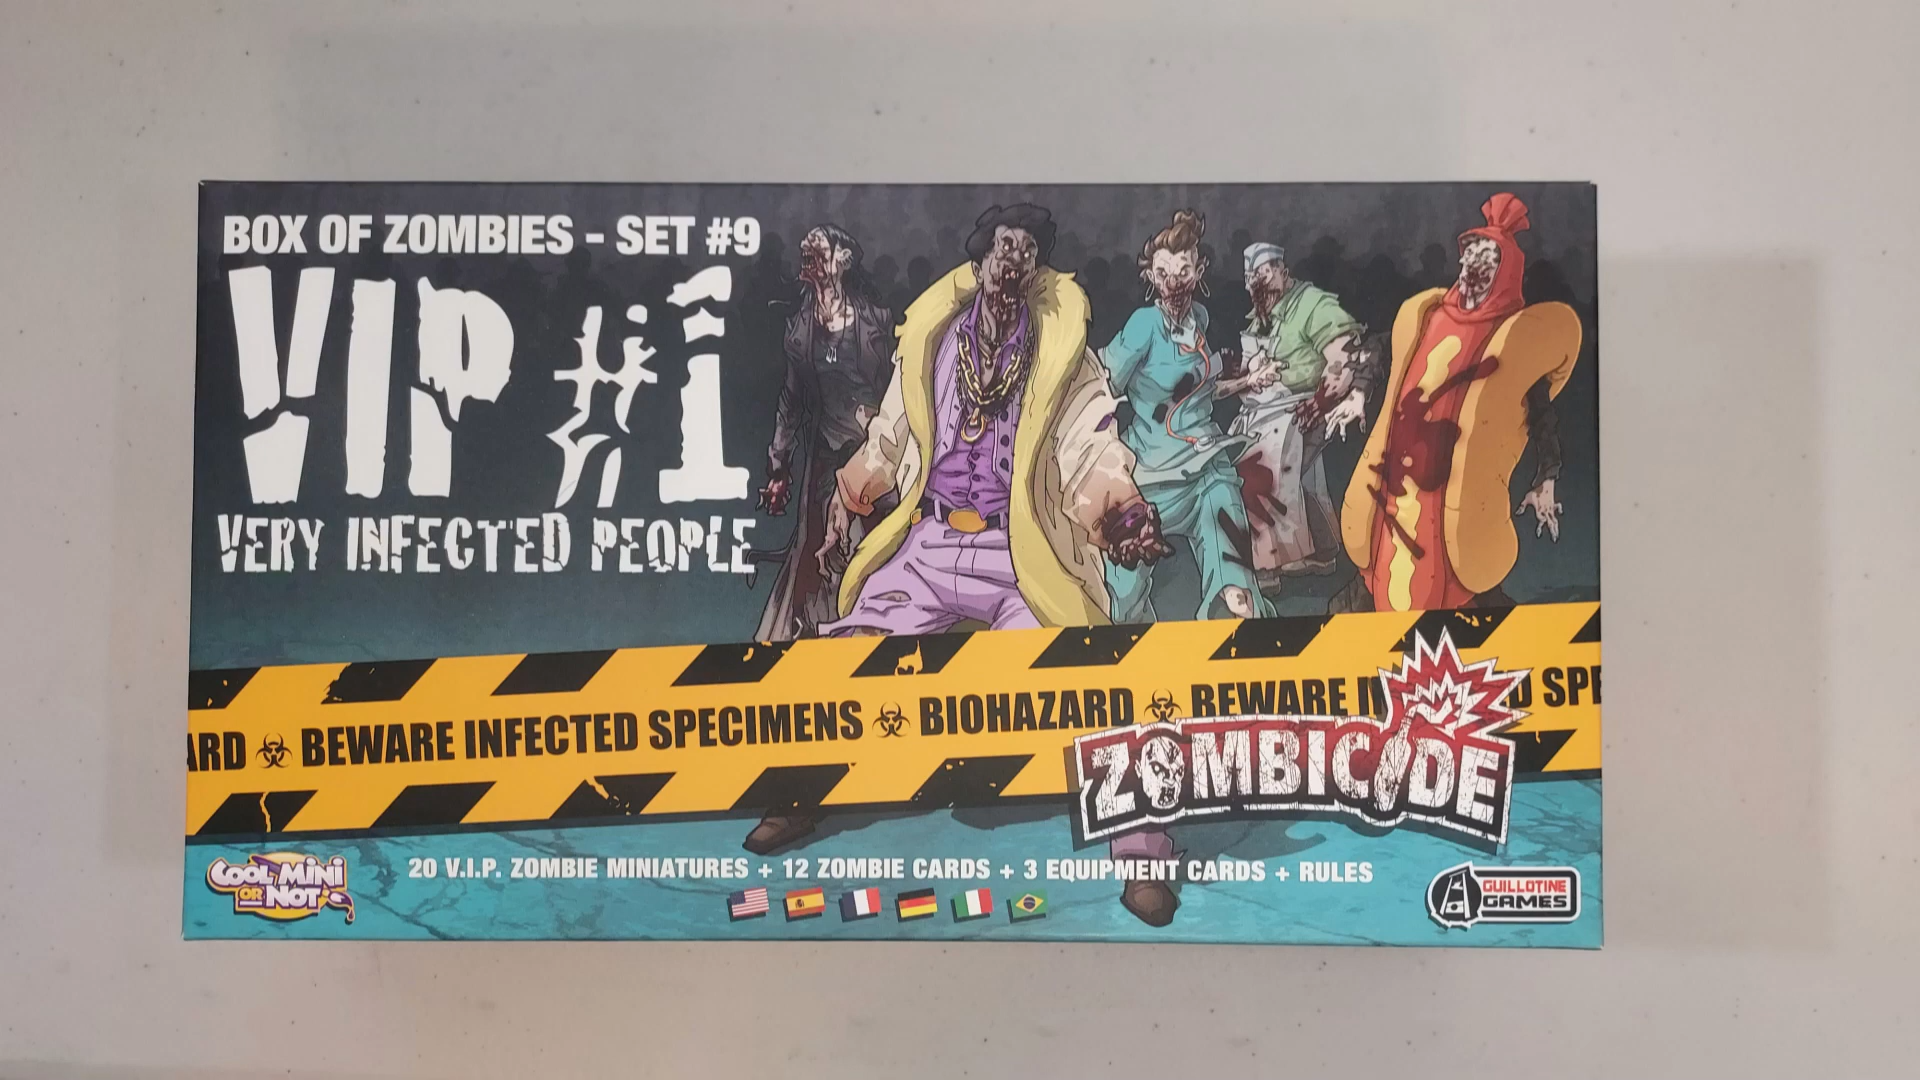 BOX OF ZOMBIES - SET #9
VIP #1
VERY INFECTED PEOPLE
ARD BEWARE INFECTED SPECIMENS BIOHAZARD BEWARE IN D SPE
ZOMBICIDE
20 V.I.P. ZOMBIE MINIATURES + 12 ZOMBIE CARDS + 3 EQUIPMENT CARDS + RULES
COOL MINI
OR
NOT
GUILLOTINE
GAMES